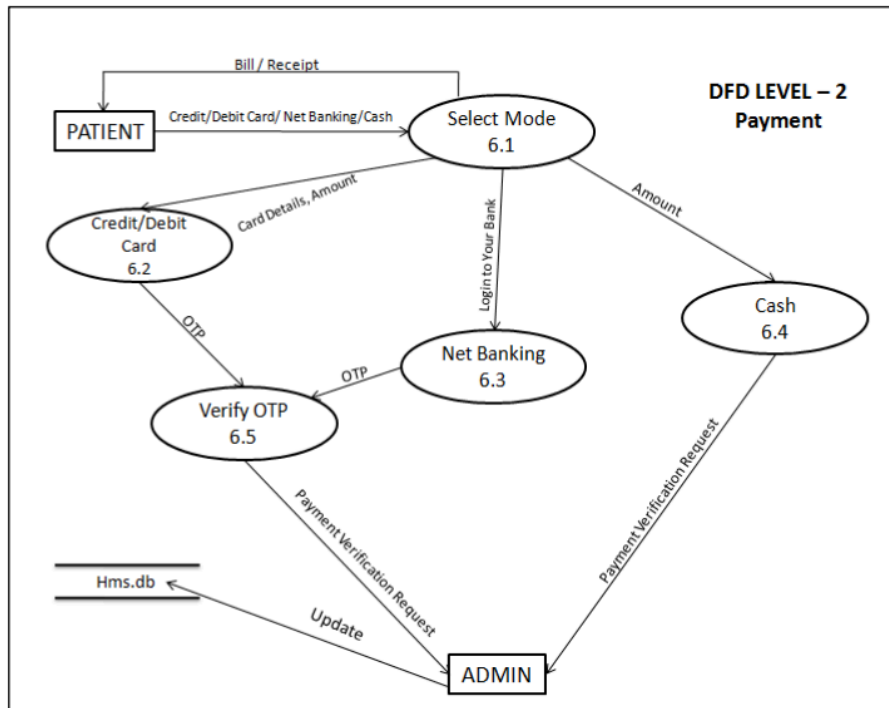 Bill / Receipt
DFD LEVEL – 2
Payment
PATIENT
Credit/Debit Card/ Net Banking/Cash
Select Mode
6.1
Card Details, Amount
Login to Your Bank
Amount
Credit/Debit
Card
6.2
Cash
6.4
OTP
Net Banking
6.3
OTP
Verify OTP
6.5
Payment Verification Request
Payment Verification Request
Hms.db
Update
ADMIN